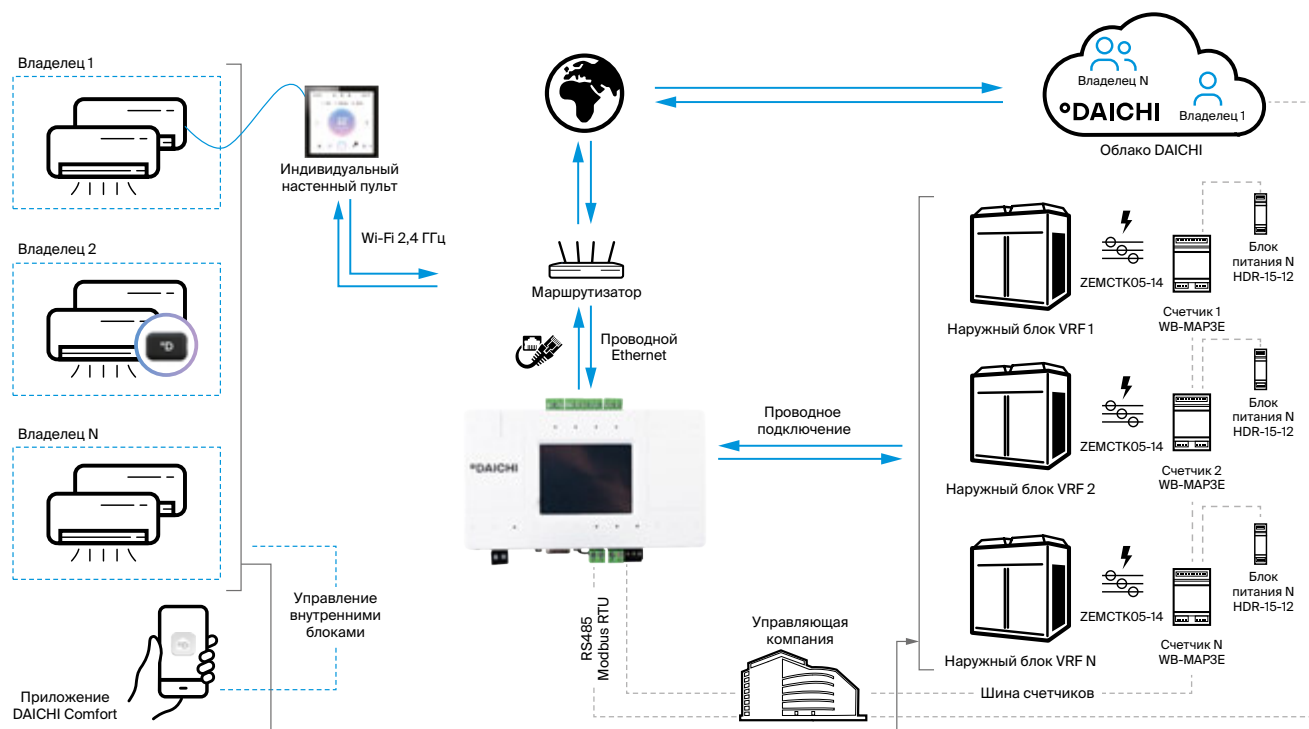 Владелец 1
Индивидуальный
настенный пульт
Владелец 2
Wi-Fi 2,4 ГГц
Владелец N
Приложение
DAICHI Comfort
Управление
внутренними
блоками
Маршрутизатор
Проводной
Ethernet
°DAICHI
RS485
Modbus RTU
Проводное
подключение
Управляющая
компания
Владелец N
°DAICHI
Владелец 1
Облако DAICHI
ZEMCTK05-14
Блок
питания N
HDR-15-12
Наружный блок VRF 1
Счетчик 1
WB-MAP3E
ZEMCTK05-14
Блок
питания N
HDR-15-12
Наружный блок VRF 2
Счетчик 2
WB-MAP3E
ZEMCTK05-14
Блок
питания N
HDR-15-12
Наружный блок VRF N
Счетчик N
WB-MAP3E
Шина счетчиков